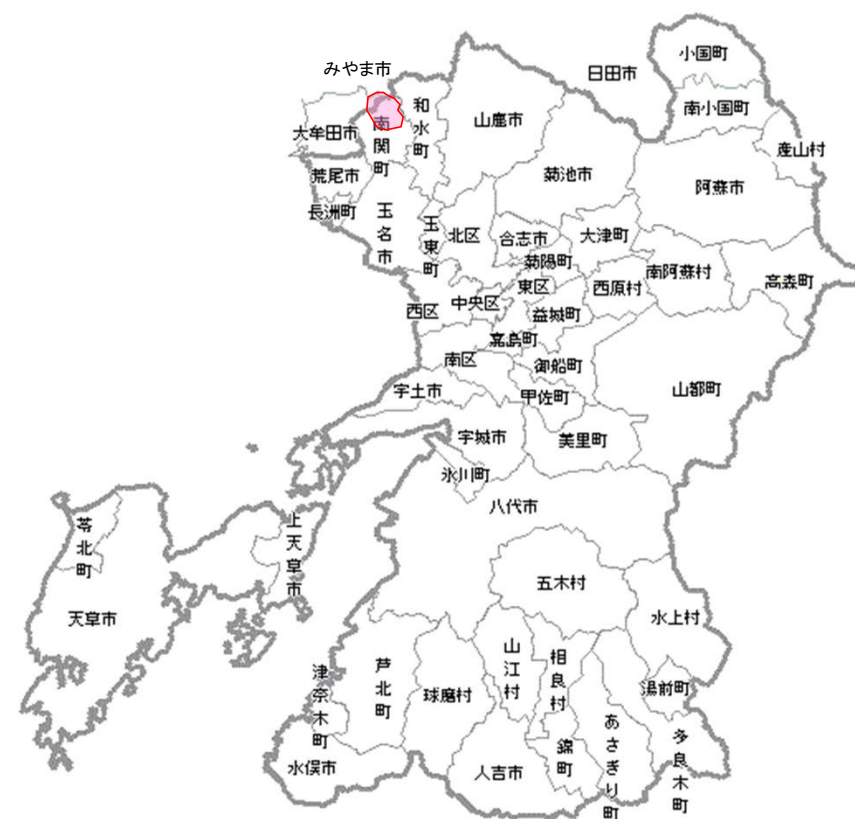 小国町
みやま市
日田市
南小国町
和水町
山鹿市
大牟田市
南関町
産山村
荒尾市
菊池市
阿蘇市
長洲町
玉名市
玉東町
北区
合志市
大津町
菊陽町
南阿蘇村
高森町
東区
西原村
中央区
西区
益城町
嘉島町
南区
御船町
宇土市
甲佐町
山都町
宇城市
美里町
氷川町
八代市
苓北町
上天草市
五木村
天草市
水上村
山江村
相良村
芦北町
球磨村
湯前町
津奈木町
あさぎり町
多良木町
錦町
水俣市
人吉市